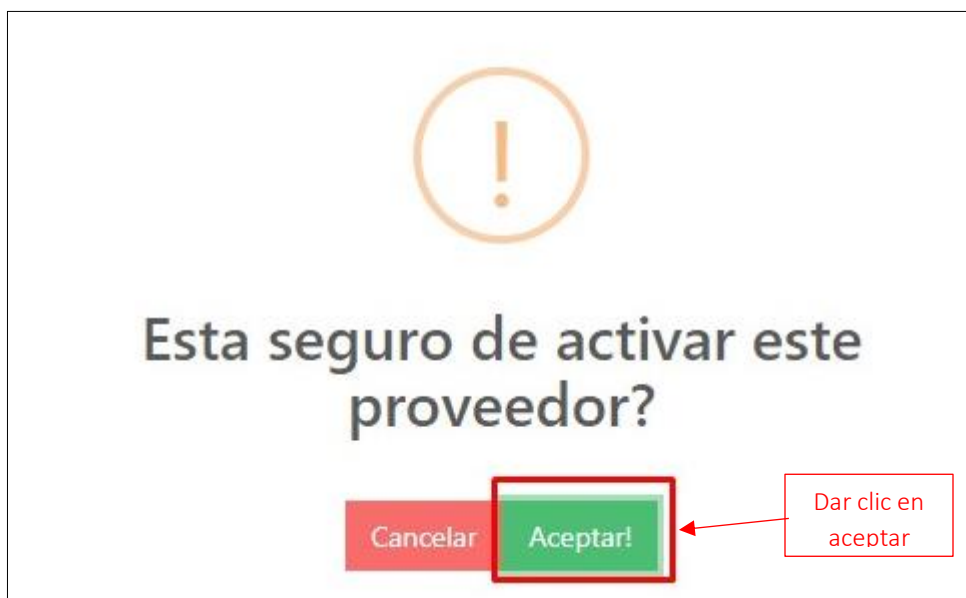 !
Esta seguro de activar este
proveedor?
Cancelar
Aceptar!
Dar clic en
aceptar